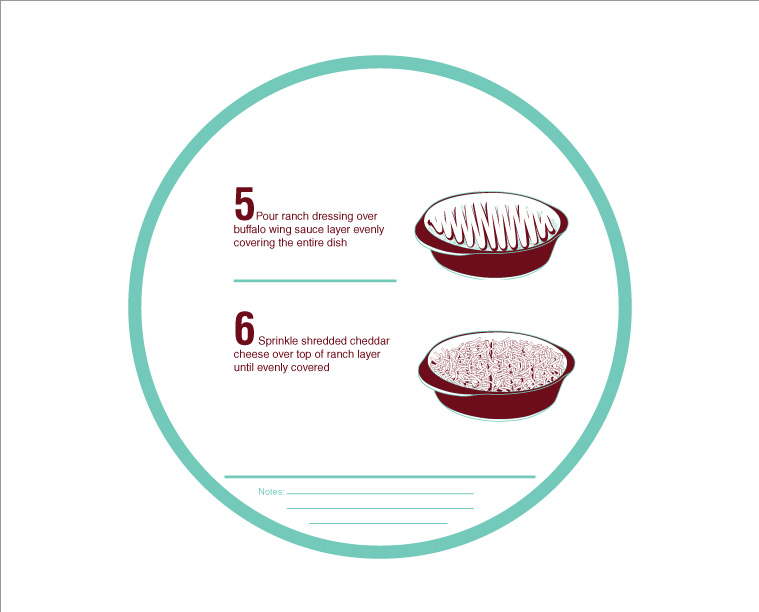 5 Pour ranch dressing over
buffalo wing sauce layer evenly
covering the entire dish
6 Sprinkle shredded cheddar
cheese over top of ranch layer
until evenly covered
Notes: